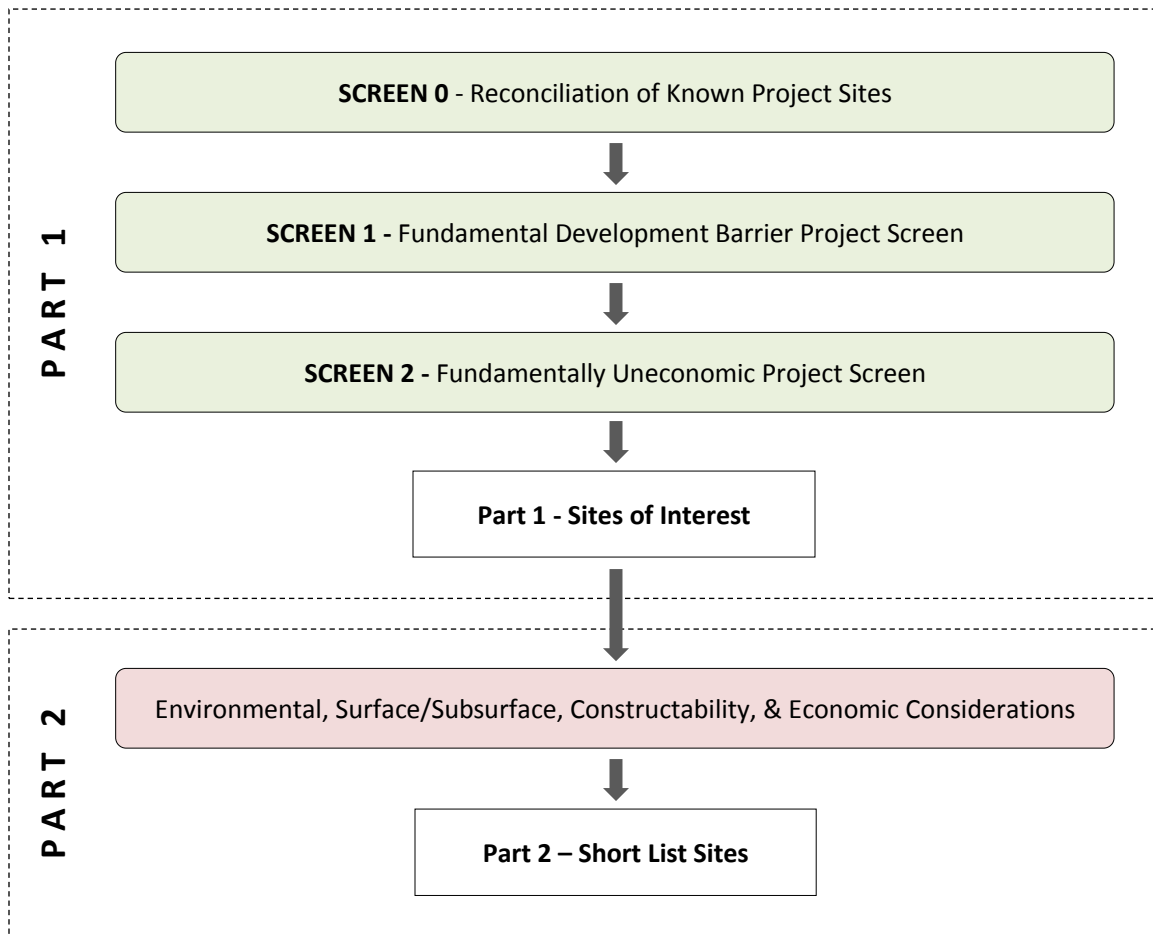 PART 1
SCREEN 0 - Reconciliation of Known Project Sites
SCREEN 1 - Fundamental Development Barrier Project Screen
SCREEN 2 - Fundamentally Uneconomic Project Screen
Part 1 - Sites of Interest
PART 2
Environmental, Surface/Subsurface, Constructability, & Economic Considerations
Part 2 – Short List Sites